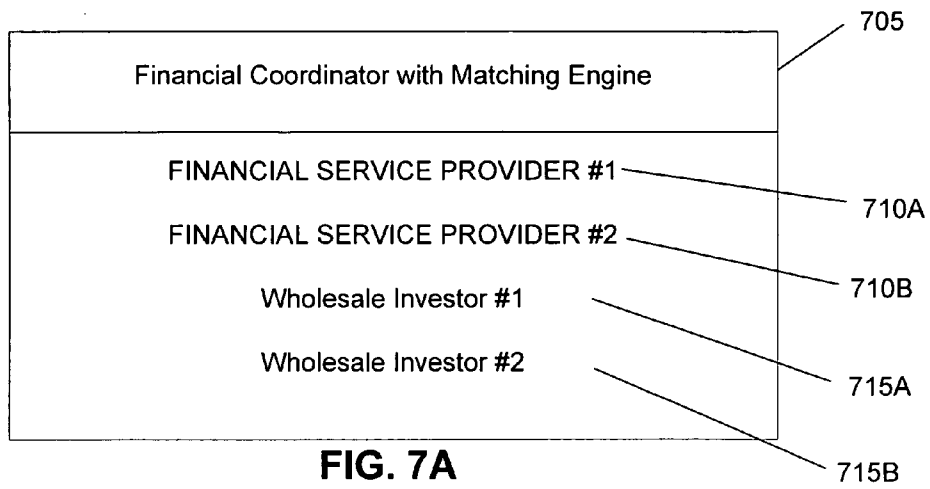 705
Financial Coordinator with Matching Engine
FINANCIAL SERVICE PROVIDER #1
710A
FINANCIAL SERVICE PROVIDER #2
710B
Wholesale Investor #1
715A
Wholesale Investor #2
715B
FIG. 7A